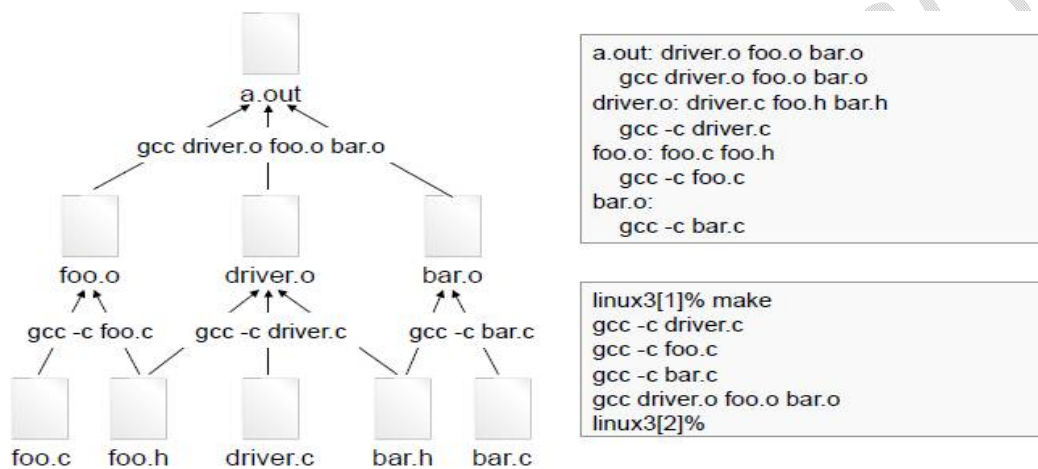 a.out
gcc driver.o foo.o bar.o
foo.o driver.o bar.o
gcc -c foo.c gcc -c driver.c gcc -c bar.c
foo.c foo.h driver.c bar.h bar.c
a.out: driver.o foo.o bar.o
gcc driver.o foo.o bar.o
driver.o: driver.c foo.h bar.h
gcc -c driver.c
foo.o: foo.c foo.h
gcc -c foo.c
bar.o:
gcc -c bar.c
linux3[1]% make
gcc -c driver.c
gcc -c foo.c
gcc -c bar.c
gcc driver.o foo.o bar.o
linux3[2]%